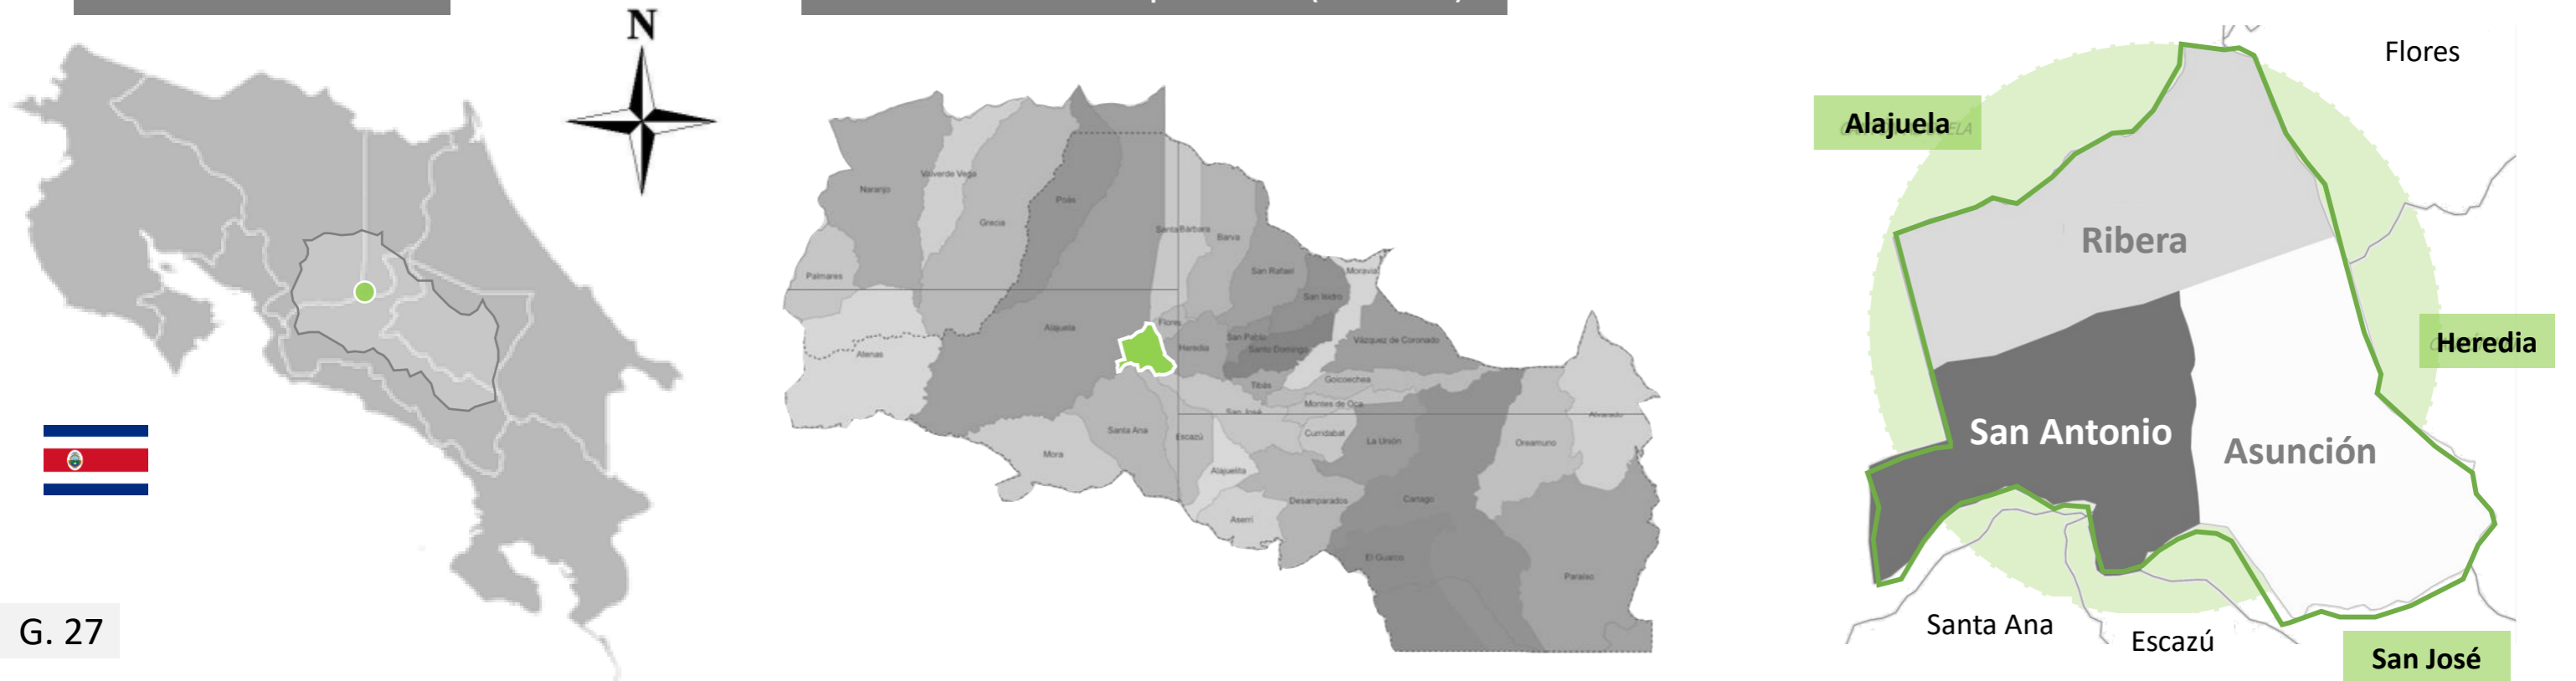 N
G. 27
Naranjo
Valverde Vega
Grecia
Poás
Palmares
Atenas
Alajuela
Santa Bárbara
Barva
San Rafael
San Isidro
Moravia
Flores
Heredia
San Pablo
Santo Domingo
Vázquez de Coronado
Tibás
Goicoechea
Montes de Oca
San José
Santa Ana
Escazú
Mora
Alajuelita
Curridabat
La Unión
Oreamuno
Alvarado
Aserrí
Desamparados
Cartago
El Guarco
Paraíso
Flores
Alajuela
Ribera
Heredia
San Antonio
Asunción
Santa Ana
Escazú
San José